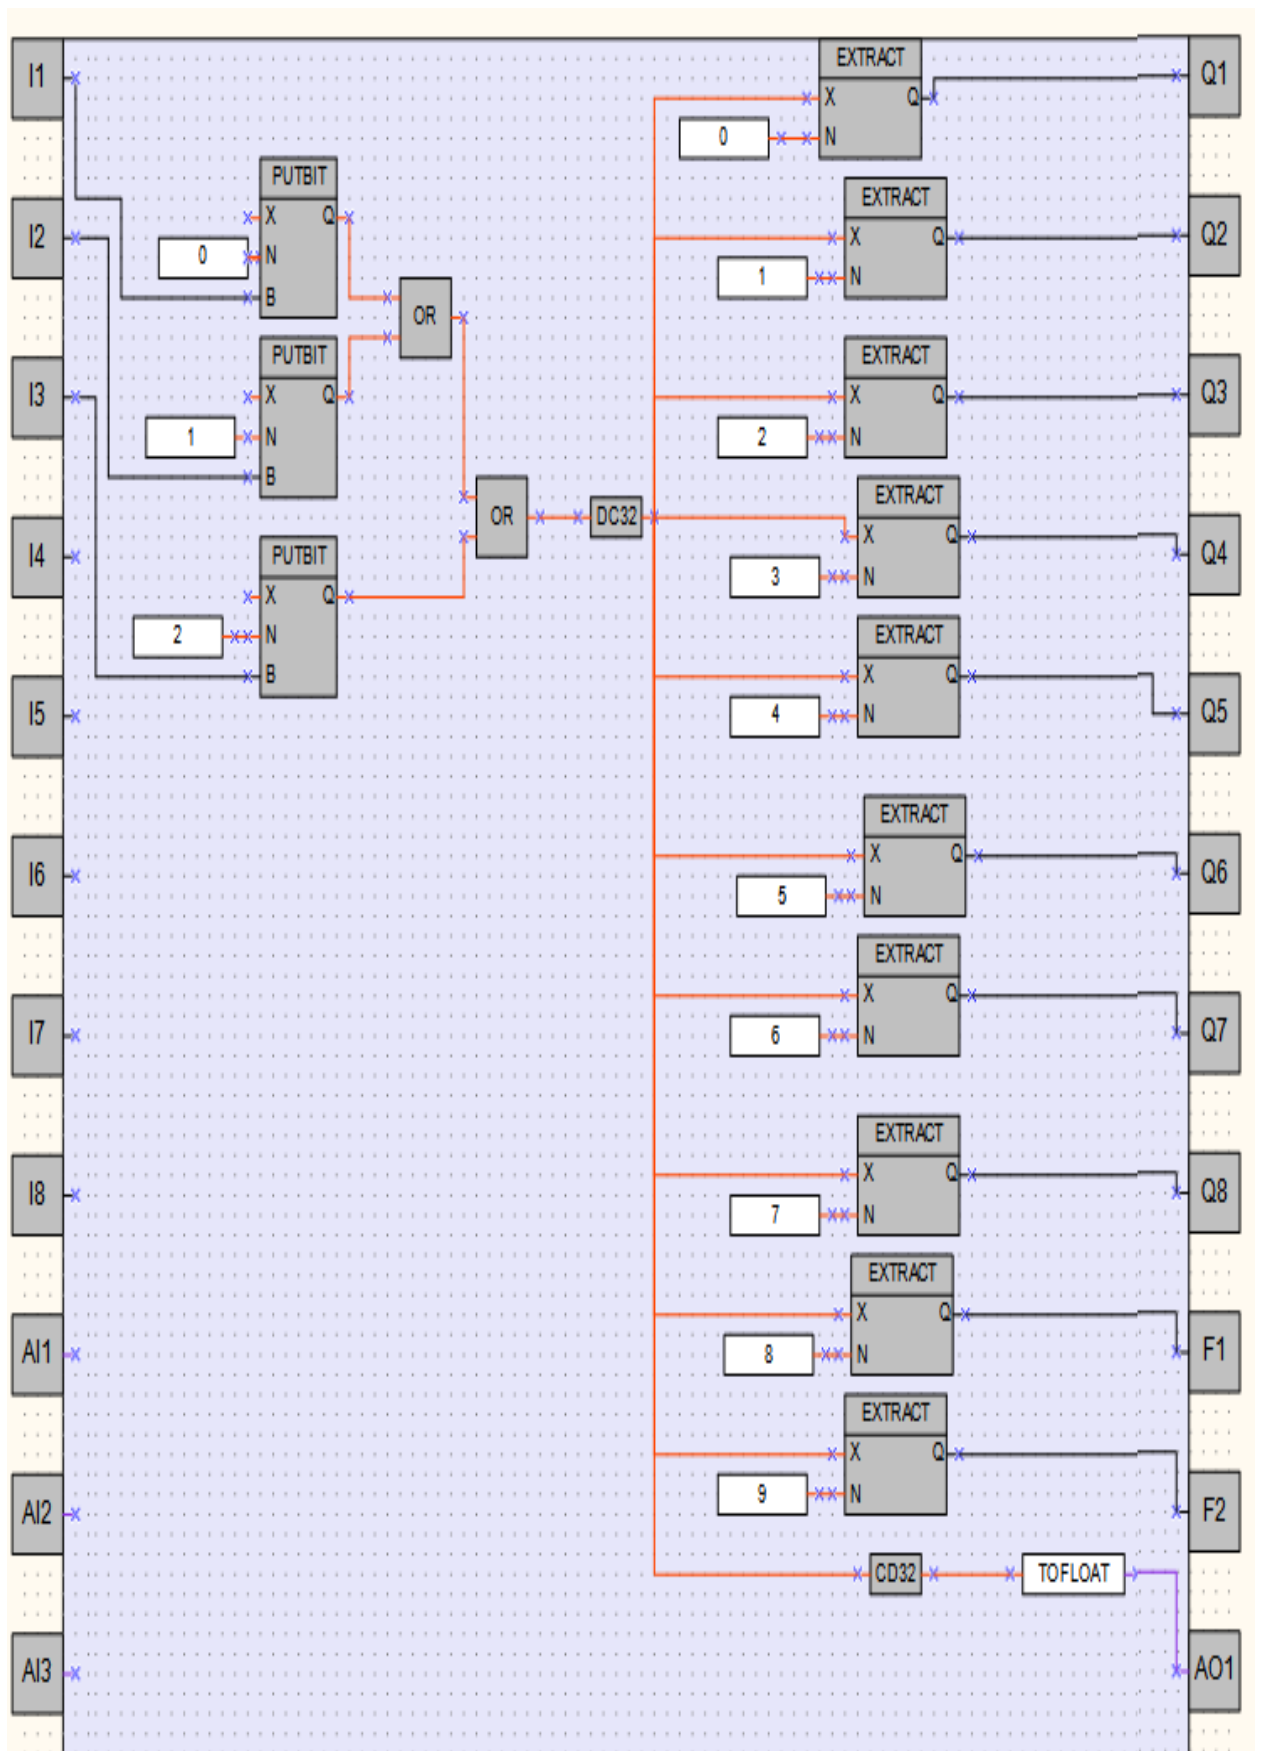 I1
I2
I3
I4
I5
I6
I7
I8
AI1
AI2
AI3
PUTBIT
X Q
0 N
B
PUTBIT
X Q
1 N
B
PUTBIT
X Q
2 N
B
OR
OR
DC32
EXTRACT
X Q
0 N
EXTRACT
X Q
1 N
EXTRACT
X Q
2 N
EXTRACT
X Q
3 N
EXTRACT
X Q
4 N
EXTRACT
X Q
5 N
EXTRACT
X Q
6 N
EXTRACT
X Q
7 N
EXTRACT
X Q
8 N
EXTRACT
X Q
9 N
CD32 TOFLOAT
Q1
Q2
Q3
Q4
Q5
Q6
Q7
Q8
F1
F2
AO1